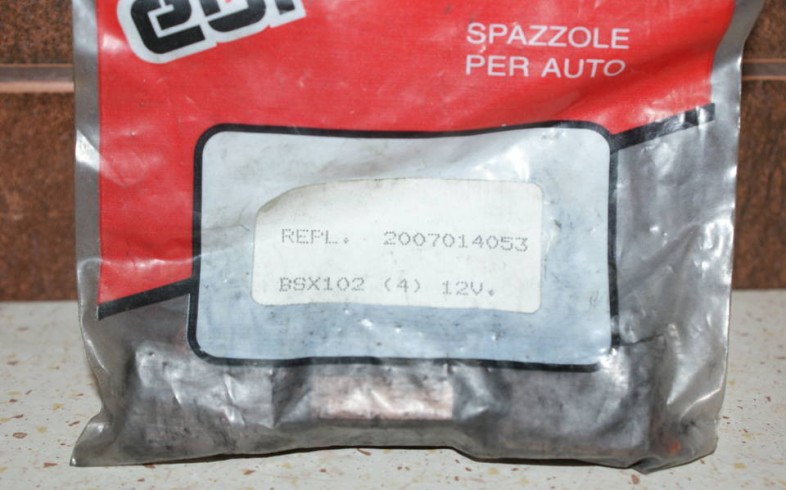 SPAZZOLE
PER AUTO
REPL. 2007014053
BSX102 (4) 12V.